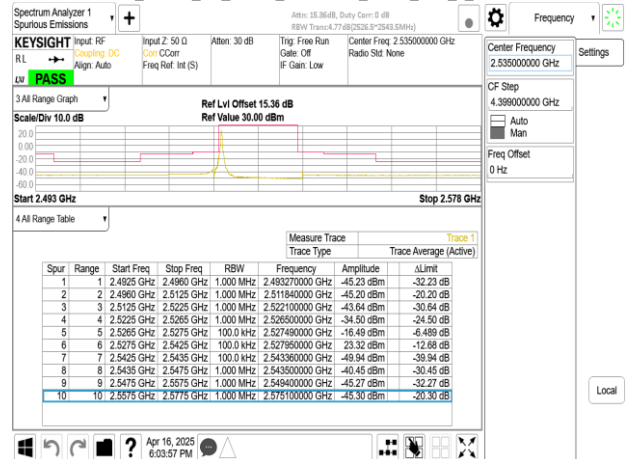 Spectrum Analyzer 1
Spurious Emissions
Atten: 15.36dB, Duty Corr: 0 dB
RBW Trans:4.77dB(2526.5~2543.5MHz)
Frequency
KEYSIGHT Input: RF Input Z: 50 Ω Atten: 30 dB Trig: Free Run Center Freq: 2.535000000 GHz
RL Coupling: DC Corr CCorr Gate: Off Radio Std: None
Align: Auto Freq Ref: Int (S) IF Gain: Low
LXI PASS
Center Frequency
2.535000000 GHz
Settings
CF Step
4.399000000 GHz
Auto
Man
Freq Offset
0 Hz
3 All Range Graph
Ref Lvl Offset 15.36 dB
Scale/Div 10.0 dB Ref Value 30.00 dBm
20.0
0.00
-20.0
-40.0
-60.0
Start 2.493 GHz Stop 2.578 GHz
4 All Range Table
Measure Trace Trace 1
Trace Type Trace Average (Active)
Spur Range Start Freq Stop Freq RBW Frequency Amplitude ΔLimit
1 1 2.4925 GHz 2.4960 GHz 1.000 MHz 2.493270000 GHz -45.23 dBm -32.23 dB
2 2 2.4960 GHz 2.5125 GHz 1.000 MHz 2.511840000 GHz -45.20 dBm -20.20 dB
3 3 2.5125 GHz 2.5225 GHz 1.000 MHz 2.522100000 GHz -43.64 dBm -30.64 dB
4 4 2.5225 GHz 2.5265 GHz 1.000 MHz 2.526500000 GHz -34.50 dBm -24.50 dB
5 5 2.5265 GHz 2.5275 GHz 100.0 kHz 2.527490000 GHz -16.49 dBm -6.489 dB
6 6 2.5275 GHz 2.5425 GHz 100.0 kHz 2.527950000 GHz 23.32 dBm -12.68 dB
7 7 2.5425 GHz 2.5435 GHz 100.0 kHz 2.543360000 GHz -49.94 dBm -39.94 dB
8 8 2.5435 GHz 2.5475 GHz 1.000 MHz 2.543500000 GHz -40.45 dBm -30.45 dB
9 9 2.5475 GHz 2.5575 GHz 1.000 MHz 2.549400000 GHz -45.27 dBm -32.27 dB
10 10 2.5575 GHz 2.5775 GHz 1.000 MHz 2.575100000 GHz -45.30 dBm -20.30 dB
Local
Apr 16, 2025
6:03:57 PM